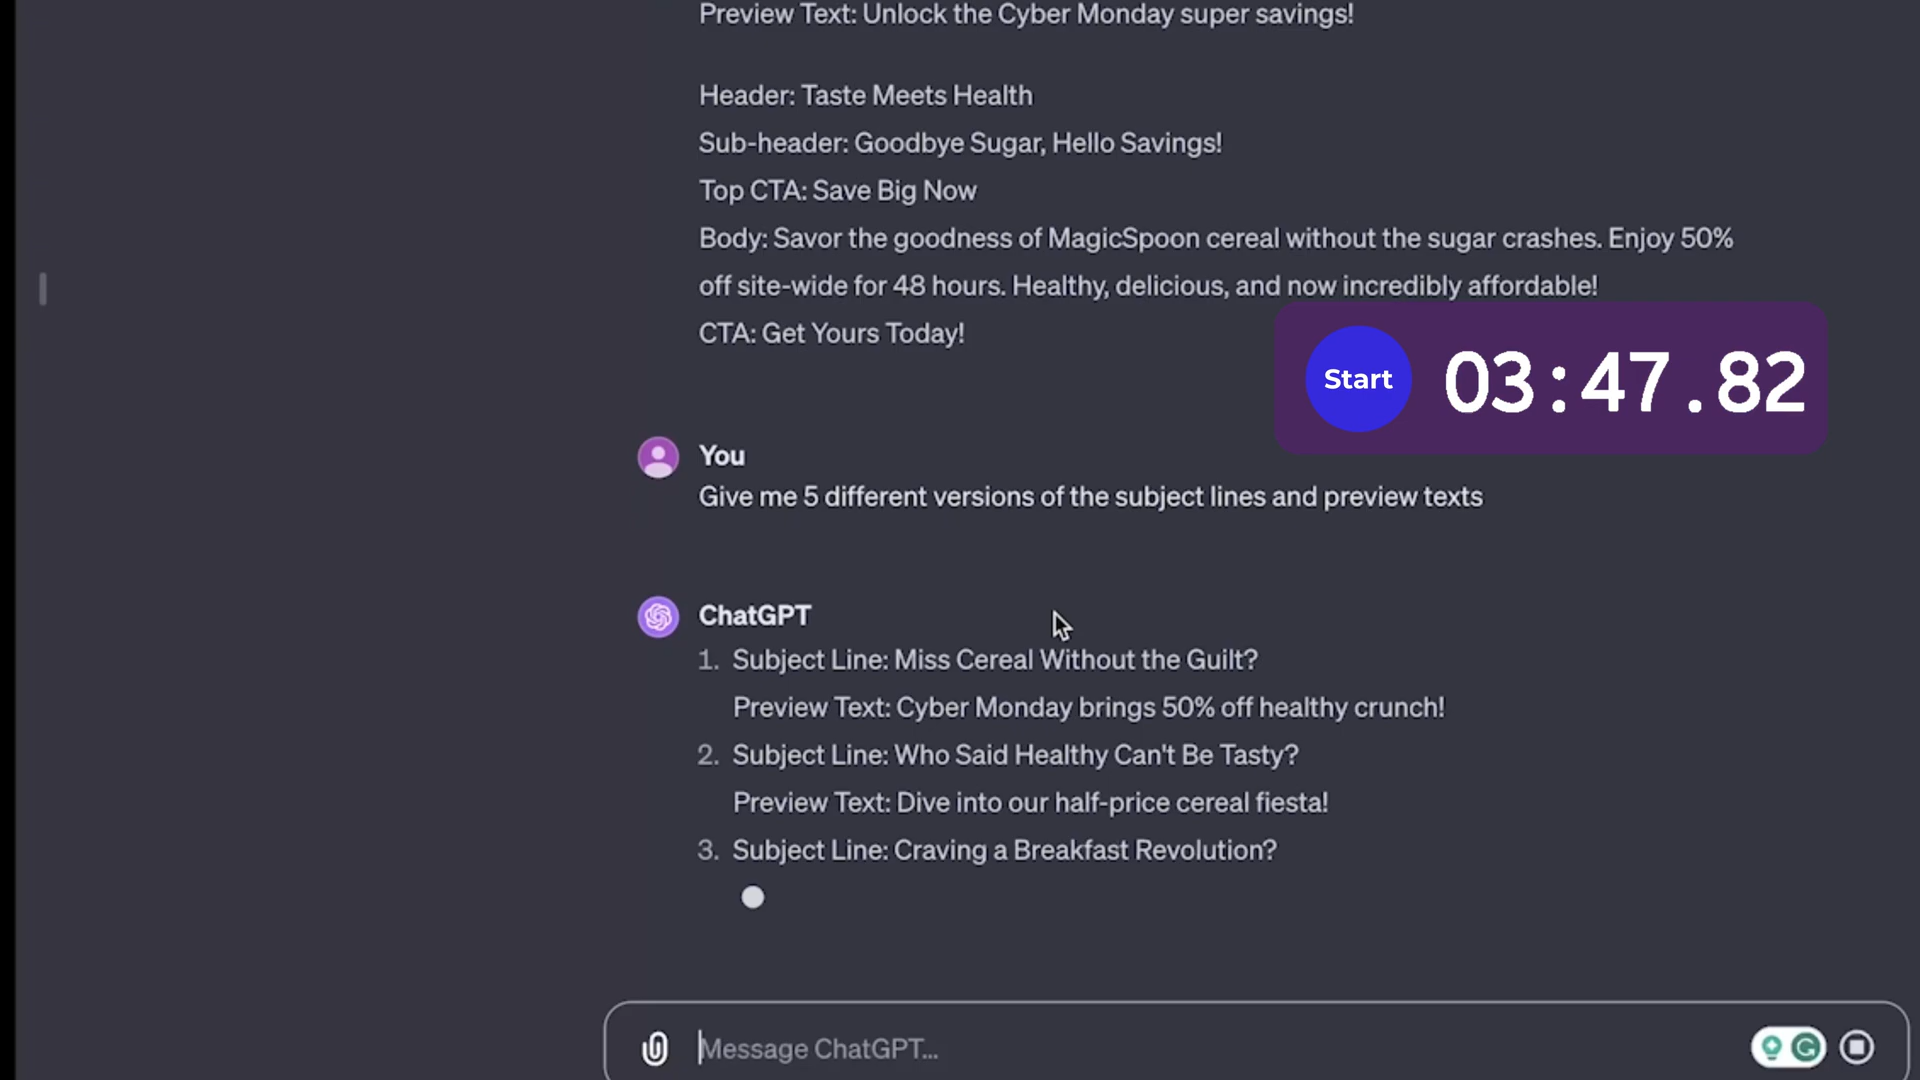 Preview Text: Unlock the Cyber Monday super savings!
Header: Taste Meets Health
Sub-header: Goodbye Sugar, Hello Savings!
Top CTA: Save Big Now
Body: Savor the goodness of MagicSpoon cereal without the sugar crashes. Enjoy 50%
off site-wide for 48 hours. Healthy, delicious, and now incredibly affordable!
CTA: Get Yours Today!
Start 03:47.82
You
Give me 5 different versions of the subject lines and preview texts
ChatGPT
1. Subject Line: Miss Cereal Without the Guilt?
Preview Text: Cyber Monday brings 50% off healthy crunch!
2. Subject Line: Who Said Healthy Can't Be Tasty?
Preview Text: Dive into our half-price cereal fiesta!
3. Subject Line: Craving a Breakfast Revolution?
Message ChatGPT...